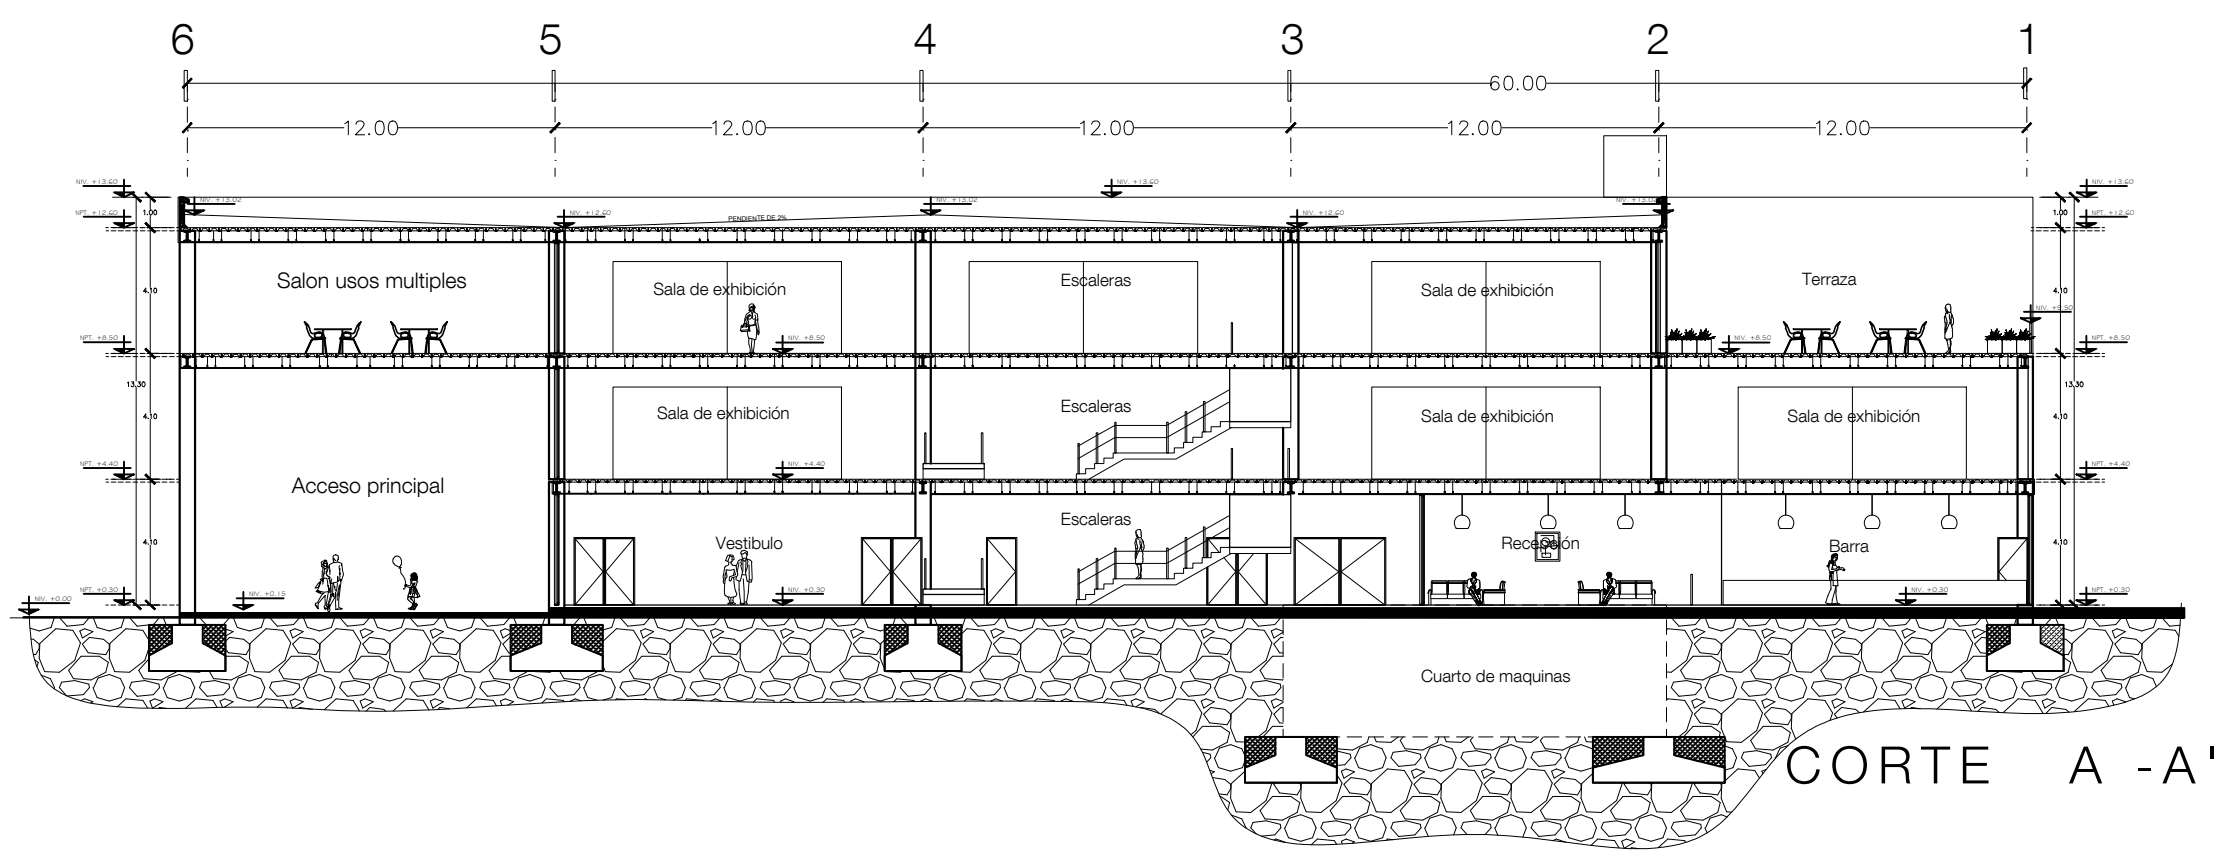 6 5 4 3 2 1
60.00
12.00 12.00 12.00 12.00 12.00
NIV. +13.60 NIV. +13.60 NIV. +13.60
1.00 NIV. +13.02 NIV. +13.02 1.00
NPT. +12.60 NIV. +12.60 PENDIENTE DE 2% NIV. +12.60 NPT. +12.60
Salon usos multiples Sala de exhibición Escaleras Sala de exhibición Terraza
4.10 4.10
NIV. +9.50
NPT. +8.50 NIV. +8.50 NIV. +8.50 NPT. +8.50
13.30 13.30
Sala de exhibición Escaleras Sala de exhibición Sala de exhibición
4.10 4.10
NPT. +4.40 NIV. +4.40 NPT. +4.40
Acceso principal
Escaleras
Vestibulo Recepción Barra
4.10 4.10
NPT. +0.30 NIV. +0.30 NIV. +0.30 NPT. +0.30
NIV. +0.00 NIV. +0.15
Cuarto de maquinas
CORTE A -A'